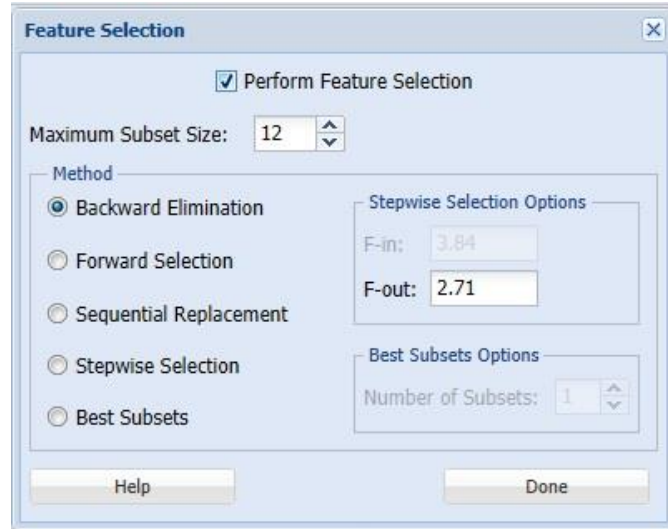 Feature Selection
Perform Feature Selection
Maximum Subset Size: 12
Method
Backward Elimination
Forward Selection
Sequential Replacement
Stepwise Selection
Best Subsets
Stepwise Selection Options
F-in: 3.84
F-out: 2.71
Best Subsets Options
Number of Subsets: 1
Help
Done